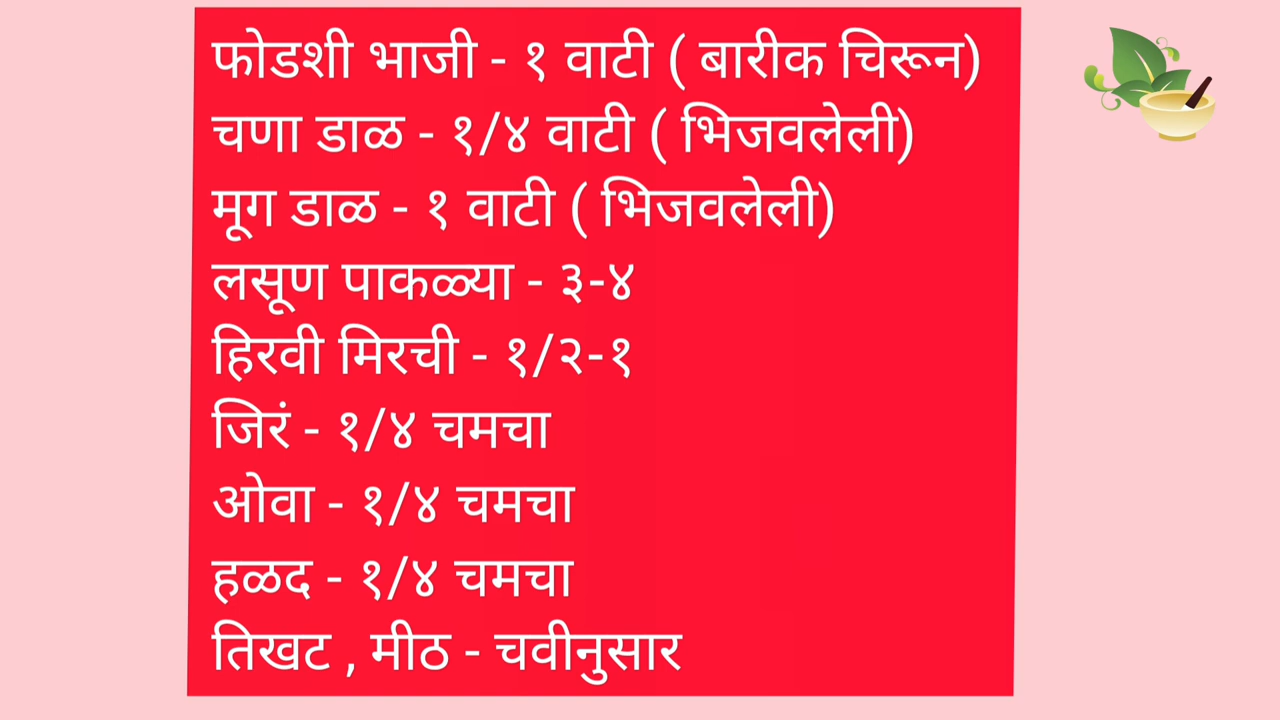 फोडशी भाजी - १ वाटी ( बारीक चिरून)
चणा डाळ - १/४ वाटी ( भिजवलेली)
मूग डाळ - १ वाटी ( भिजवलेली)
लसूण पाकळ्या - ३-४
हिरवी मिरची - १/२-१
जिरं - १/४ चमचा
ओवा - १/४ चमचा
हळद - १/४ चमचा
तिखट , मीठ - चवीनुसार